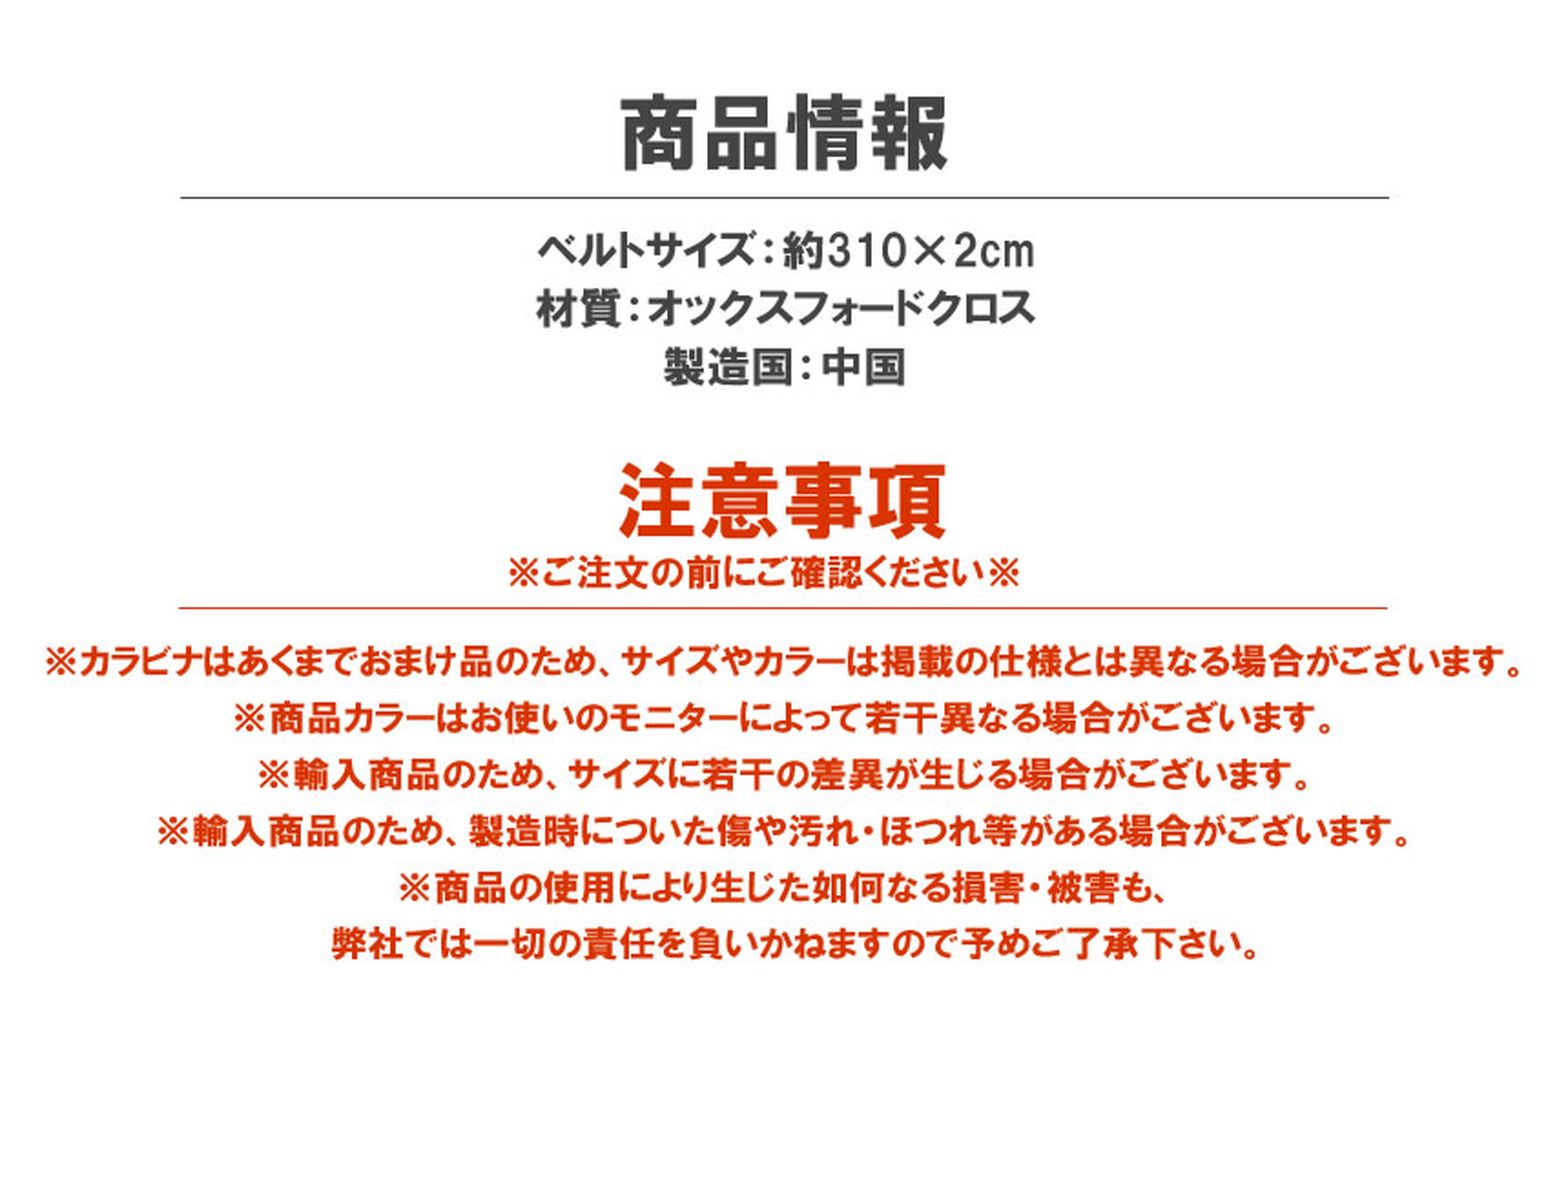 商品情報
ベルトサイズ：約310×2cm
材質：オックスフォードクロス
製造国：中国
注意事項
※ご注文の前にご確認ください※
※カラビナはあくまでおまけ品のため、サイズやカラーは掲載の仕様とは異なる場合がございます。
※商品カラーはお使いのモニターによって若干異なる場合がございます。
※輸入商品のため、サイズに若干の差異が生じる場合がございます。
※輸入商品のため、製造時についた傷や汚れ・ほつれ等がある場合がございます。
※商品の使用により生じた如何なる損害・被害も、
弊社では一切の責任を負いかねますので予めご了承下さい。